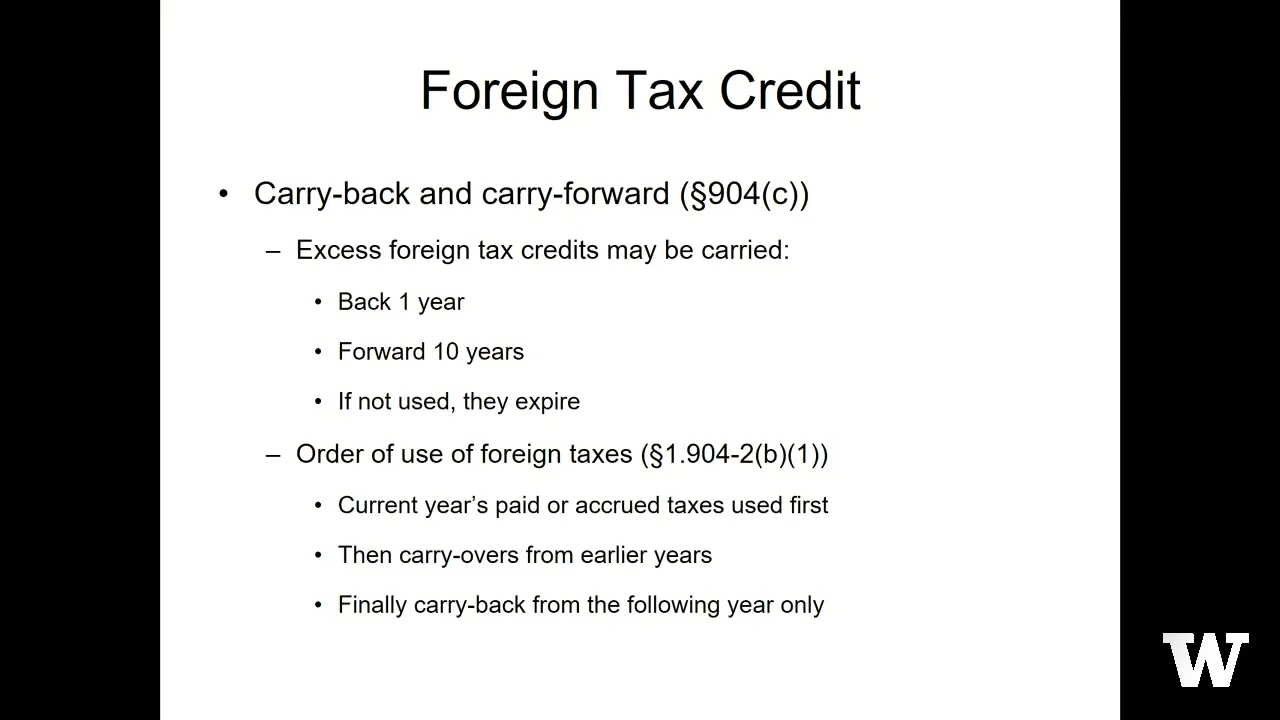 Foreign Tax Credit
• Carry-back and carry-forward (§904(c))
– Excess foreign tax credits may be carried:
• Back 1 year
• Forward 10 years
• If not used, they expire
– Order of use of foreign taxes (§1.904-2(b)(1))
• Current year’s paid or accrued taxes used first
• Then carry-overs from earlier years
• Finally carry-back from the following year only
W